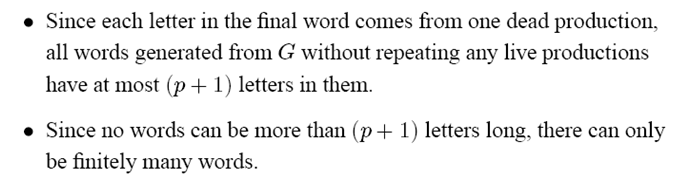 • Since each letter in the final word comes from one dead production,
all words generated from G without repeating any live productions
have at most (p + 1) letters in them.
• Since no words can be more than (p + 1) letters long, there can only
be finitely many words.